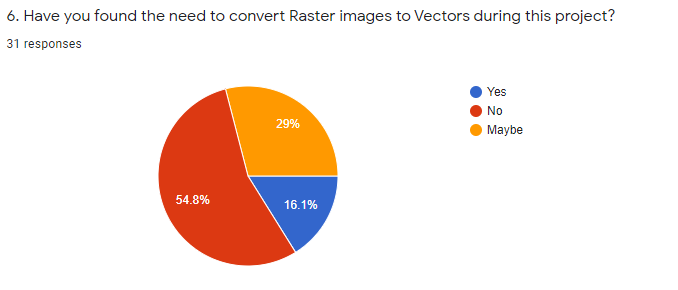 6. Have you found the need to convert Raster images to Vectors during this project?
31 responses
Yes
No
Maybe
29%
54.8%
16.1%